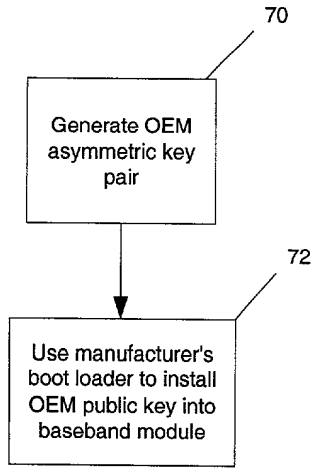 70
Generate OEM
asymmetric key
pair
72
Use manufacturer's
boot loader to install
OEM public key into
baseband module